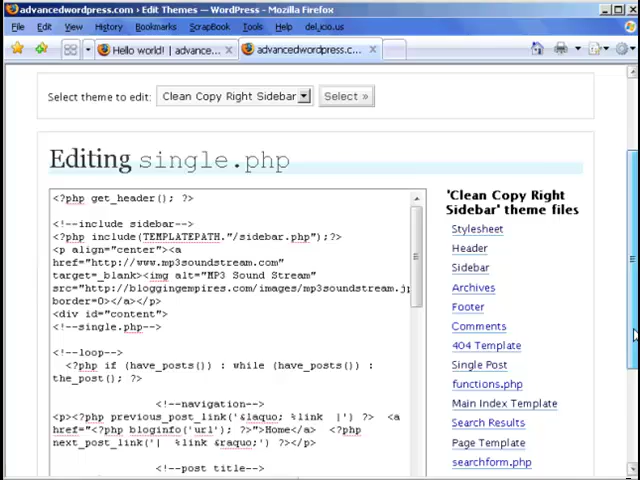 advancedwordpress.com › Edit Themes — WordPress - Mozilla Firefox
File Edit View History Bookmarks ScrapBook Tools del.icio.us Help
Hello world! | advance... advancedwordpress.c...
Select theme to edit: Clean Copy Right Sidebar Select »
Editing single.php
<?php get_header(); ?>
<!--include sidebar-->
<?php include(TEMPLATEPATH."/sidebar.php");?>
<p align="center"><a
href="http://www.mp3soundstream.com"
target=_blank><img alt="MP3 Sound Stream"
src="http://bloggingempires.com/images/mp3soundstream.jp
border=0></a></p>
<div id="content">
<!--single.php-->
<!--loop-->
<?php if (have_posts()) : while (have_posts()) :
the_post(); ?>
<!--navigation-->
<p><?php previous_post_link('&laquo; %link |') ?> <a
href="<?php bloginfo('url'); ?>">Home</a> <?php
next_post_link('| %link &raquo;') ?></p>
<!--post title-->
'Clean Copy Right
Sidebar' theme files
Stylesheet
Header
Sidebar
Archives
Footer
Comments
404 Template
Single Post
functions.php
Main Index Template
Search Results
Page Template
searchform.php